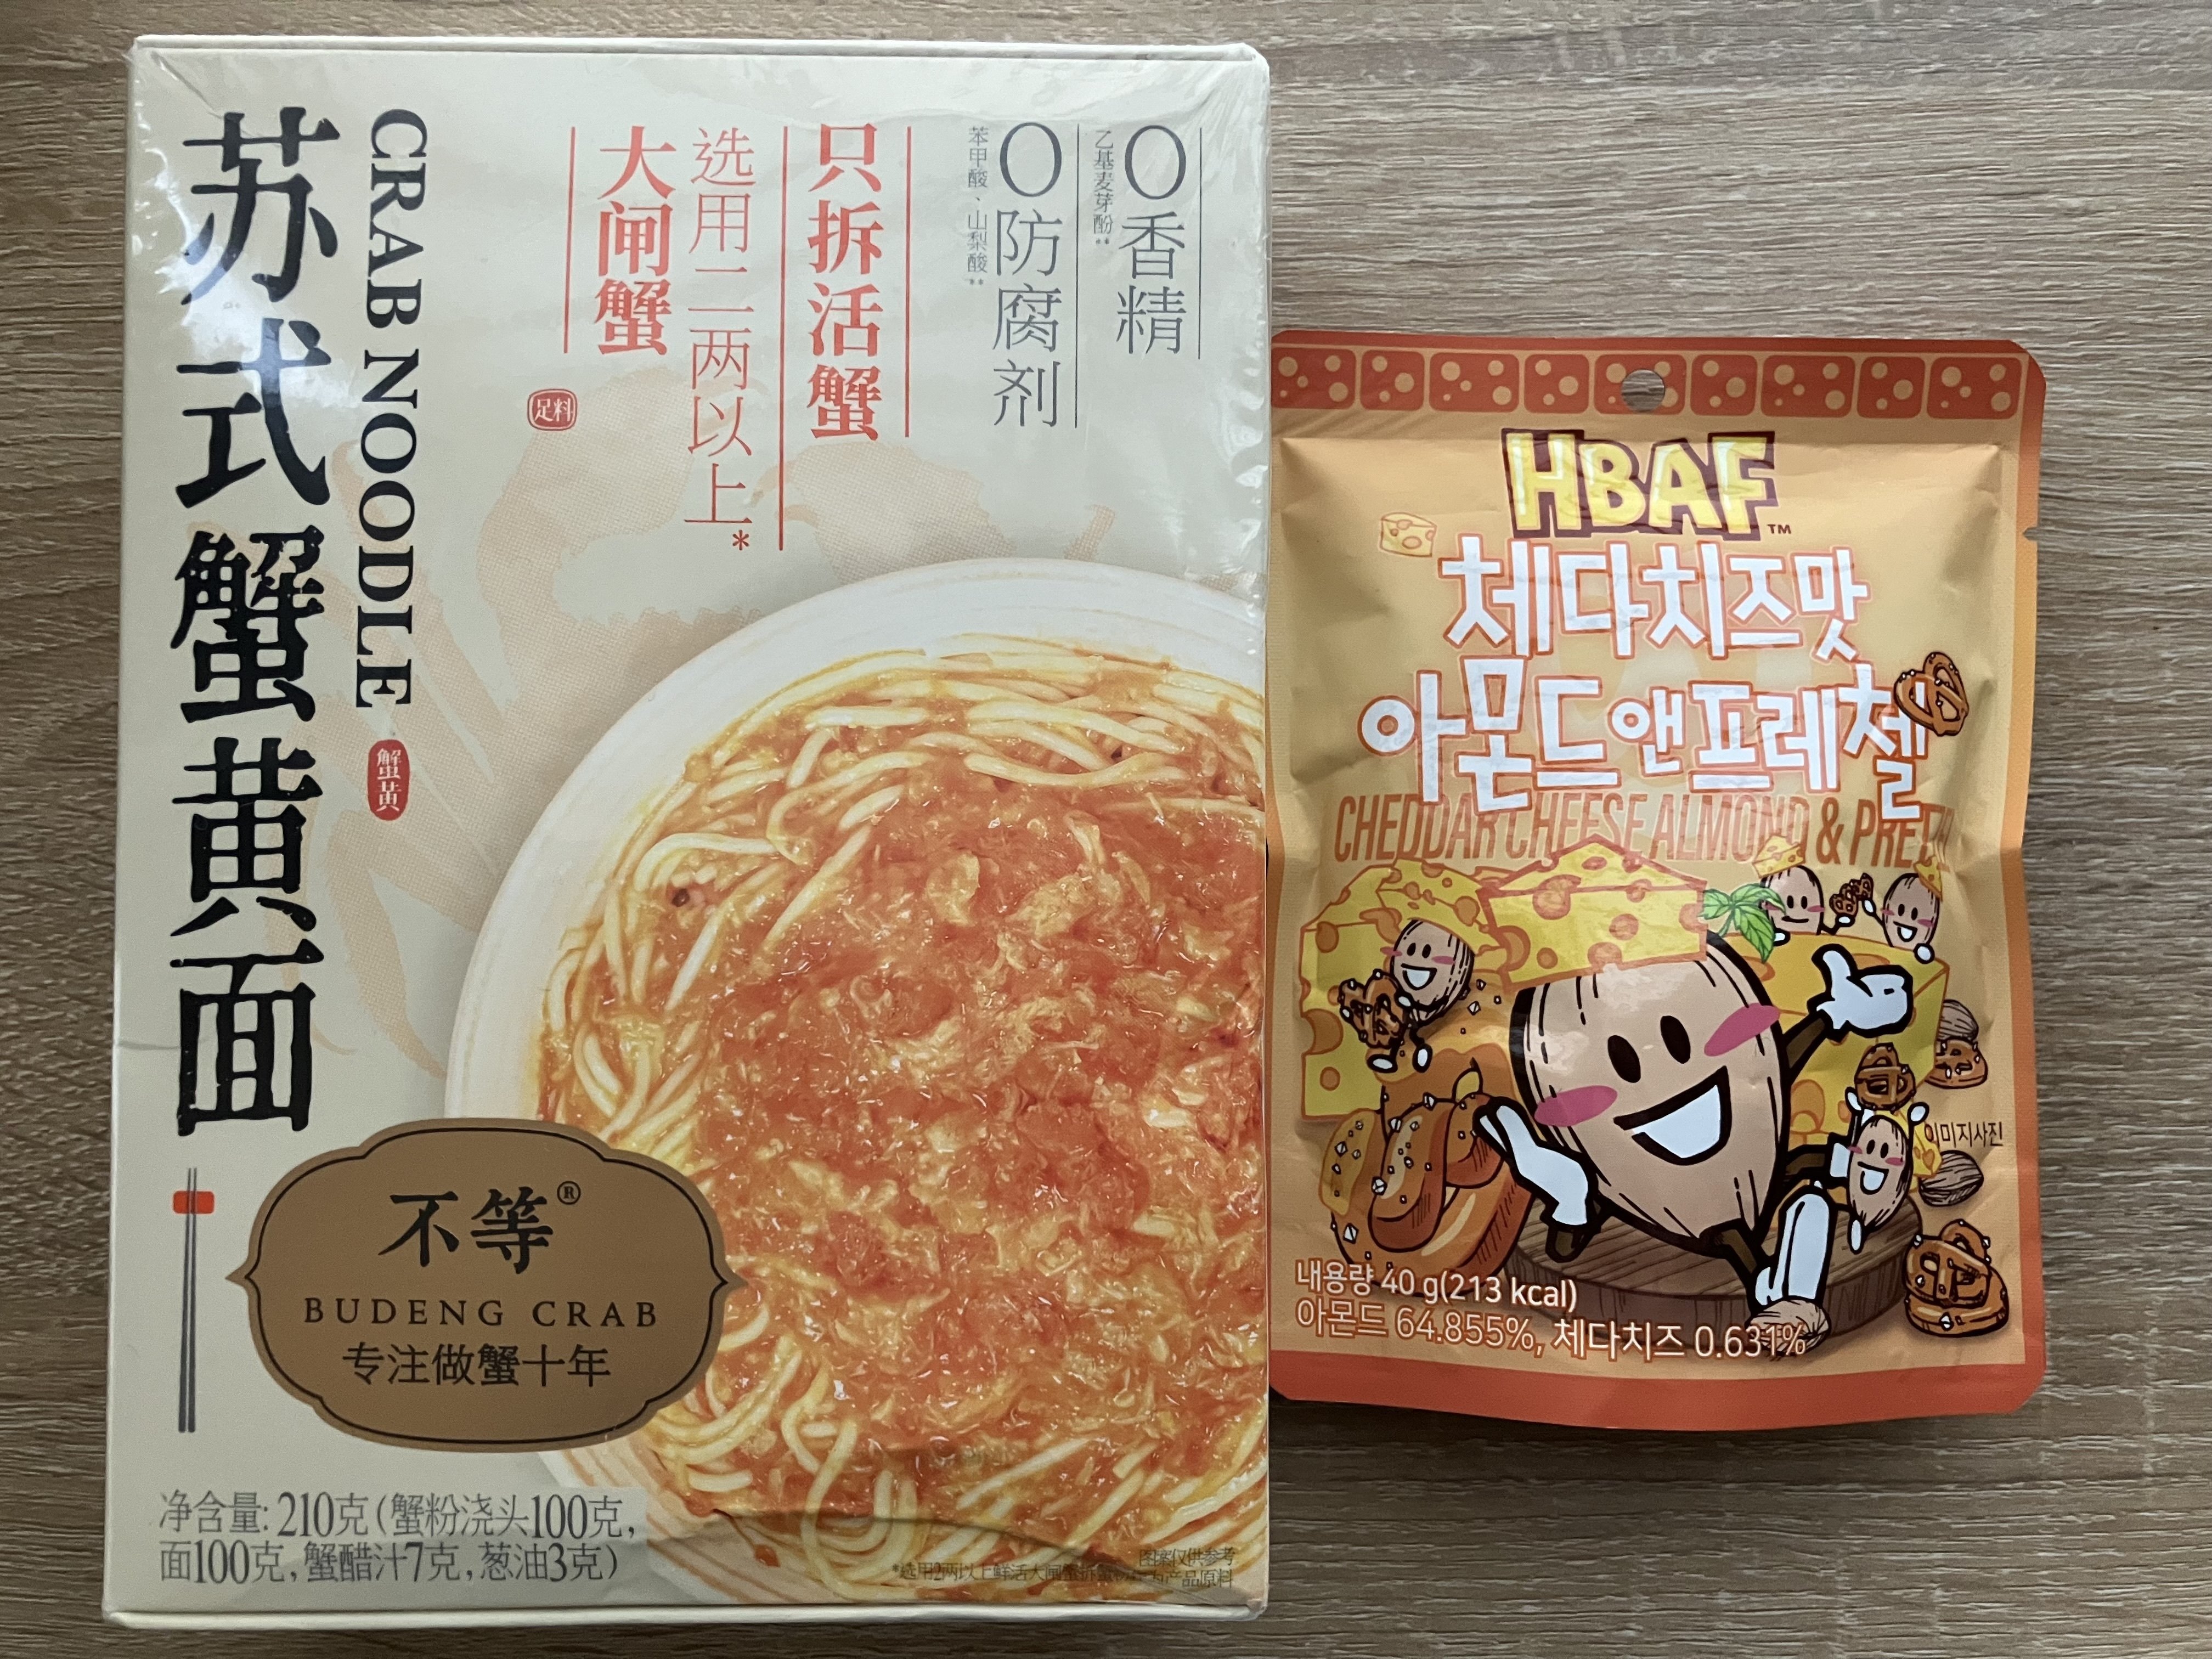 苏式蟹黄面
CRAB NOODLE
蟹黄
大闸蟹
选用二两以上*
足料
只拆活蟹
0防腐剂
苯甲酸、山梨酸**
0香精
乙基麦芽酚**
不等®
BUDENG CRAB
专注做蟹十年
净含量:210克(蟹粉浇头100克,
面100克,蟹醋汁7克,葱油3克)
图案仅供参考
HBAF™
체다치즈맛
아몬드앤프레첼
CHEDDAR CHEESE ALMOND &
이미지사진
내용량 40 g(213 kcal)
아몬드 64.855%, 체다치즈 0.631%